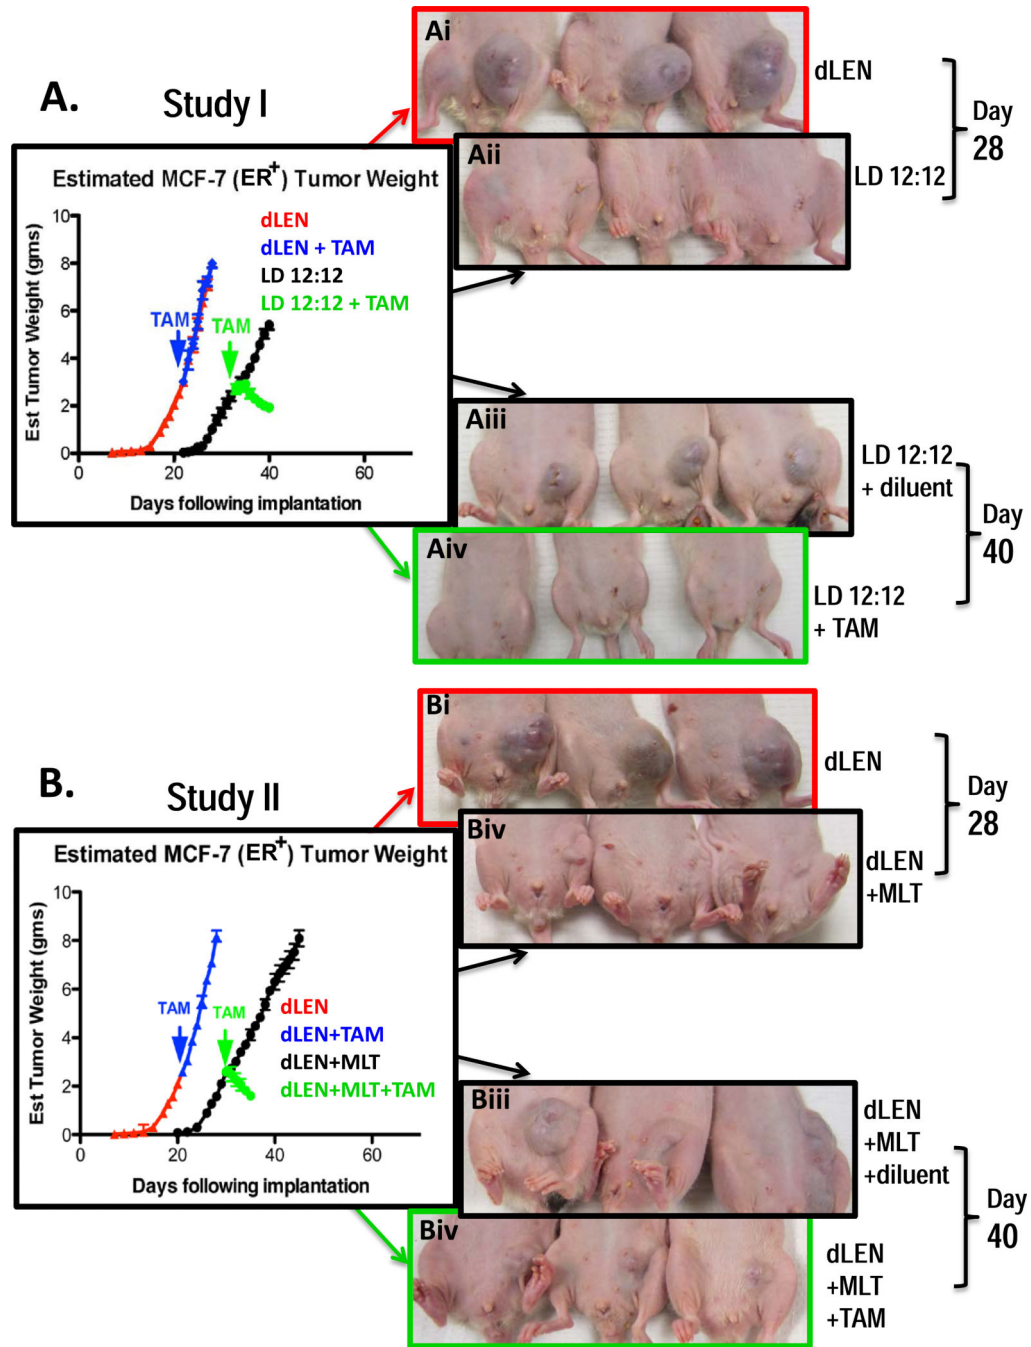 A.
Study I
Estimated MCF-7 (ER+) Tumor Weight
Est Tumor Weight (gms)
10
8
6
4
2
0
0
20
40
60
Days following implantation
dLEN
dLEN + TAM
LD 12:12
LD 12:12 + TAM
TAM
TAM
Ai
dLEN
Aii
LD 12:12
Day
28
Aiii
LD 12:12
+ diluent
Aiv
LD 12:12
+ TAM
Day
40
B.
Study II
Estimated MCF-7 (ER+) Tumor Weight
Est Tumor Weight (gms)
10
8
6
4
2
0
0
20
40
60
Days following implantation
TAM
TAM
dLEN
dLEN+TAM
dLEN+MLT
dLEN+MLT+TAM
Bi
dLEN
Biv
dLEN
+MLT
Day
28
Biii
dLEN
+MLT
+diluent
Biv
dLEN
+MLT
+TAM
Day
40